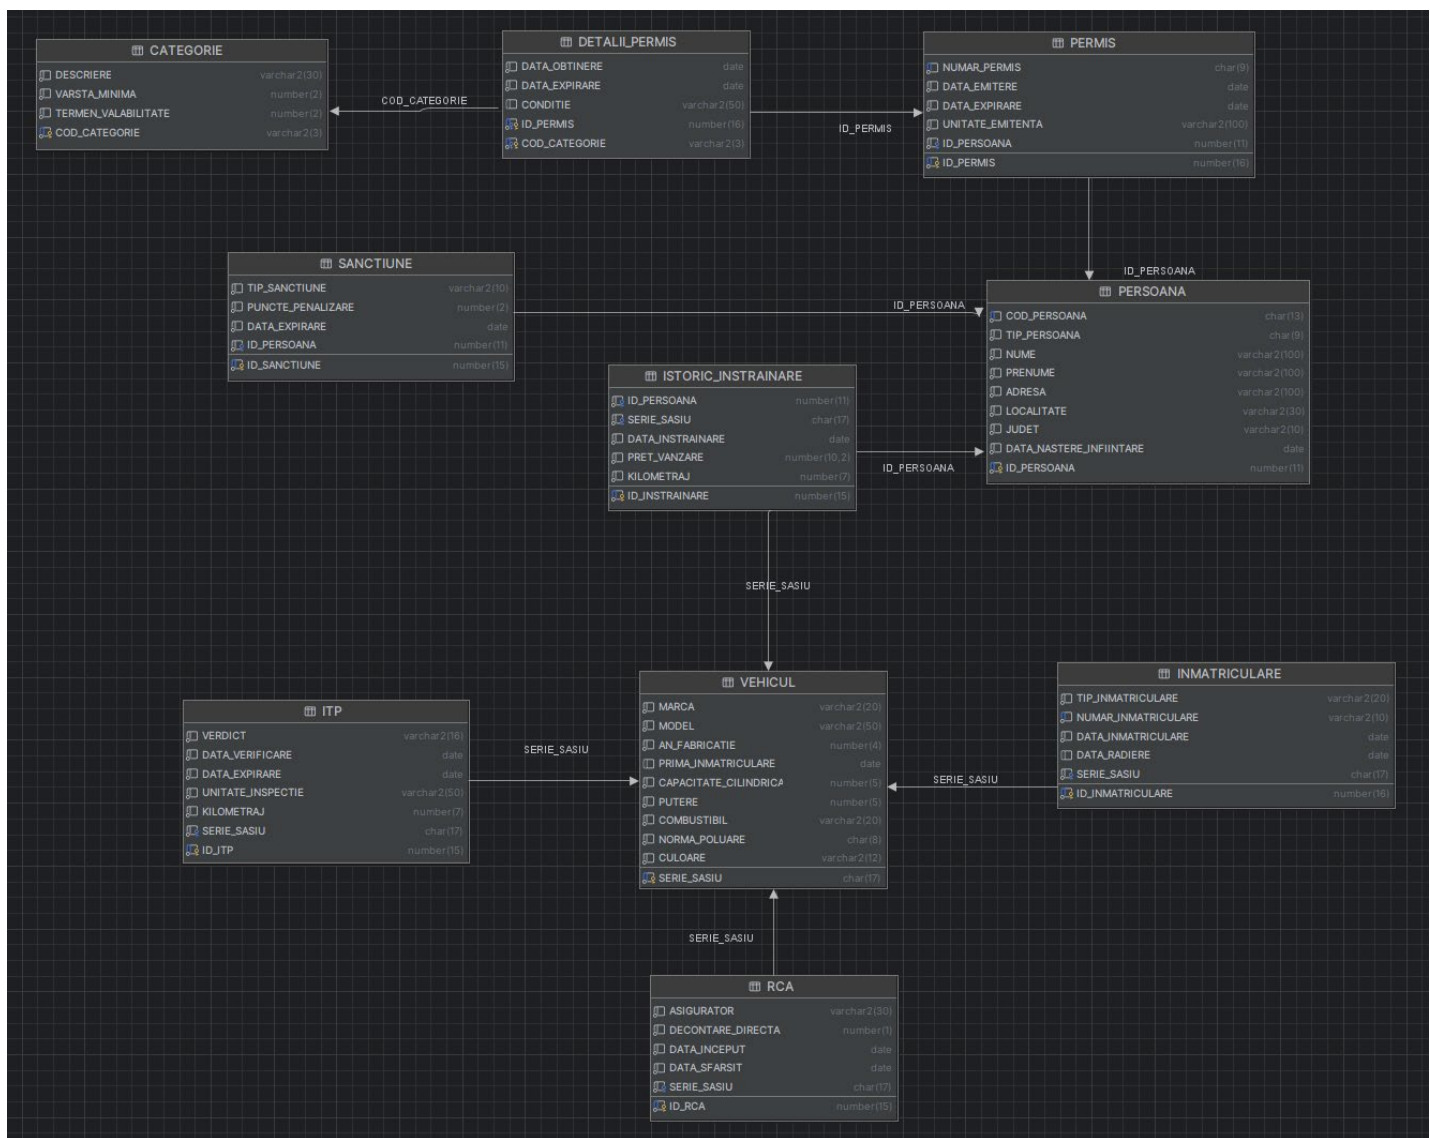 CATEGORIE
DESCRIERE varchar2(30)
VARSTA_MINIMA number(2)
TERMEN_VALABILITATE number(2)
COD_CATEGORIE varchar2(3)
COD_CATEGORIE
DETALII_PERMIS
DATA_OBTINERE date
DATA_EXPIRARE date
CONDITIE varchar2(50)
ID_PERMIS number(16)
COD_CATEGORIE varchar2(3)
ID_PERMIS
PERMIS
NUMAR_PERMIS char(9)
DATA_EMITERE date
DATA_EXPIRARE date
UNITATE_EMITENTA varchar2(100)
ID_PERSOANA number(11)
ID_PERMIS number(16)
ID_PERSOANA
SANCTIUNE
TIP_SANCTIUNE varchar2(10)
PUNCTE_PENALIZARE number(2)
DATA_EXPIRARE date
ID_PERSOANA number(11)
ID_SANCTIUNE number(15)
ID_PERSOANA
PERSOANA
COD_PERSOANA char(13)
TIP_PERSOANA char(9)
NUME varchar2(100)
PRENUME varchar2(100)
ADRESA varchar2(100)
LOCALITATE varchar2(30)
JUDET varchar2(10)
DATA_NASTERE_INFIINTARE date
ID_PERSOANA number(11)
ISTORIC_INSTRAINARE
ID_PERSOANA number(11)
SERIE_SASIU char(17)
DATA_INSTRAINARE date
PRET_VANZARE number(10,2)
KILOMETRAJ number(7)
ID_INSTRAINARE number(15)
ID_PERSOANA
SERIE_SASIU
ITP
VERDICT varchar2(16)
DATA_VERIFICARE date
DATA_EXPIRARE date
UNITATE_INSPECTIE varchar2(50)
KILOMETRAJ number(7)
SERIE_SASIU char(17)
ID_ITP number(15)
SERIE_SASIU
VEHICUL
MARCA varchar2(20)
MODEL varchar2(50)
AN_FABRICATIE number(4)
PRIMA_INMATRICULARE date
CAPACITATE_CILINDRICA number(5)
PUTERE number(5)
COMBUSTIBIL varchar2(20)
NORMA_POLUARE char(8)
CULOARE varchar2(12)
SERIE_SASIU char(17)
SERIE_SASIU
INMATRICULARE
TIP_INMATRICULARE varchar2(20)
NUMAR_INMATRICULARE varchar2(10)
DATA_INMATRICULARE date
DATA_RADIERE date
SERIE_SASIU char(17)
ID_INMATRICULARE number(16)
SERIE_SASIU
RCA
ASIGURATOR varchar2(30)
DECONTARE_DIRECTA number(1)
DATA_INCEPUT date
DATA_SFARSIT date
SERIE_SASIU char(17)
ID_RCA number(15)